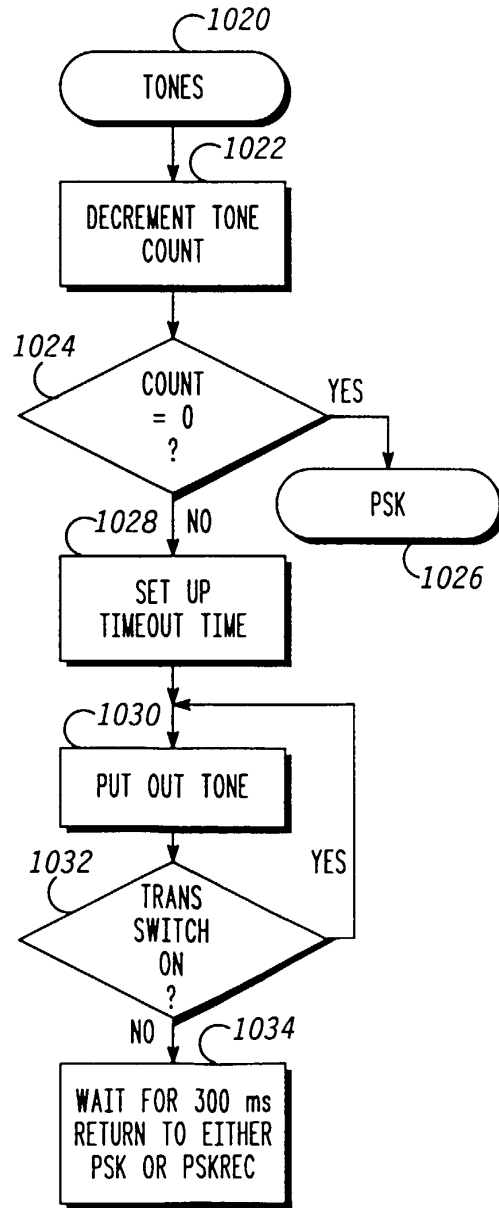 1020
TONES
1022
DECREMENT TONE
COUNT
1024
COUNT
= 0
?
YES
PSK
1026
1028
NO
SET UP
TIMEOUT TIME
1030
PUT OUT TONE
1032
YES
TRANS
SWITCH
ON
?
NO
1034
WAIT FOR 300 ms
RETURN TO EITHER
PSK OR PSKREC